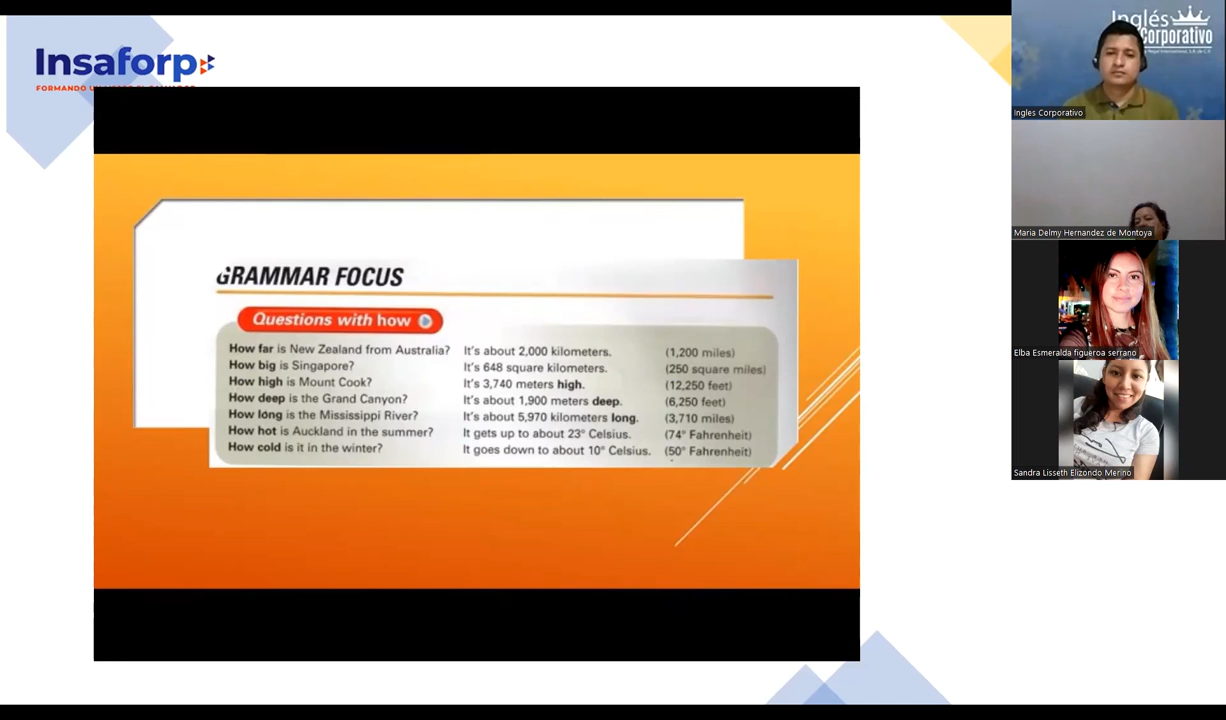 Insaforp
FORMANDO
GRAMMAR FOCUS
Questions with how
How far is New Zealand from Australia? It's about 2,000 kilometers. (1,200 miles)
How big is Singapore? It's 648 square kilometers. (250 square miles)
How high is Mount Cook? It's 3,740 meters high. (12,250 feet)
How deep is the Grand Canyon? It's about 1,900 meters deep. (6,250 feet)
How long is the Mississippi River? It's about 5,970 kilometers long. (3,710 miles)
How hot is Auckland in the summer? It gets up to about 23° Celsius. (74° Fahrenheit)
How cold is it in the winter? It goes down to about 10° Celsius. (50° Fahrenheit)
Inglés
Corporativo
Ingles Corporativo
Maria Delmy Hernandez de Montoya
Elba Esmeralda figueroa serrano
Sandra Lisseth Elizondo Merino